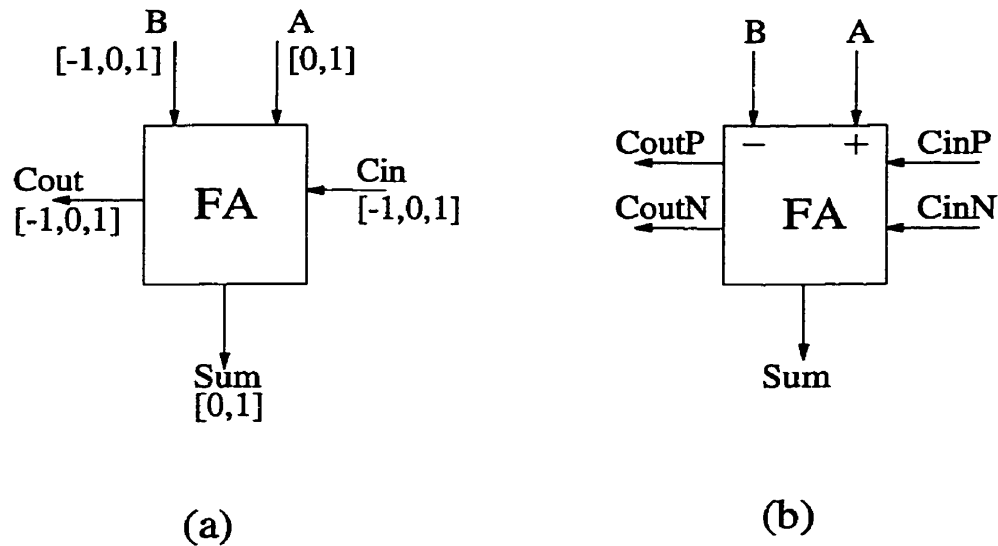 B
A
[-1,0,1]
[0,1]
Cout
[-1,0,1]
FA
Cin
[-1,0,1]
Sum
[0,1]
(a)
B
A
CoutP
− +
CinP
CoutN
FA
CinN
Sum
(b)